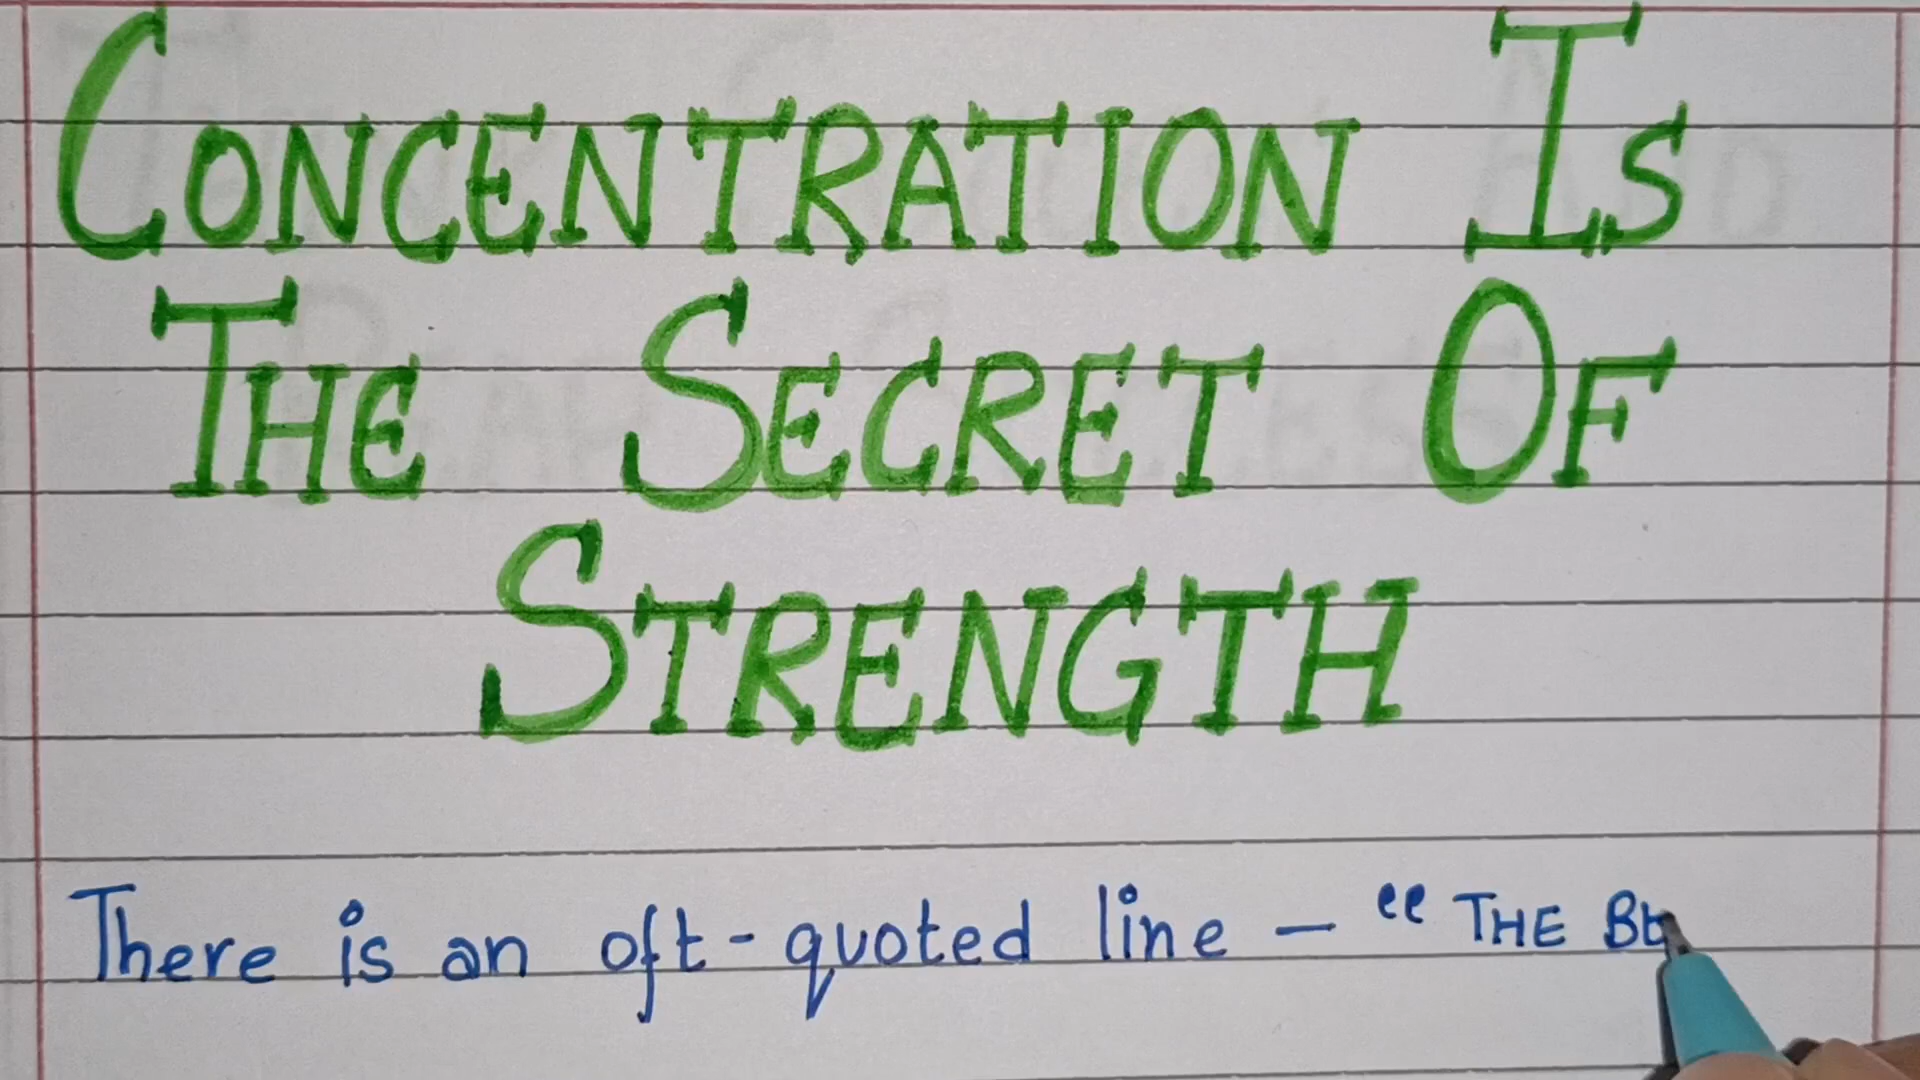 CONCENTRATION IS
THE SECRET OF
STRENGTH
There is an oft-quoted line - "THE